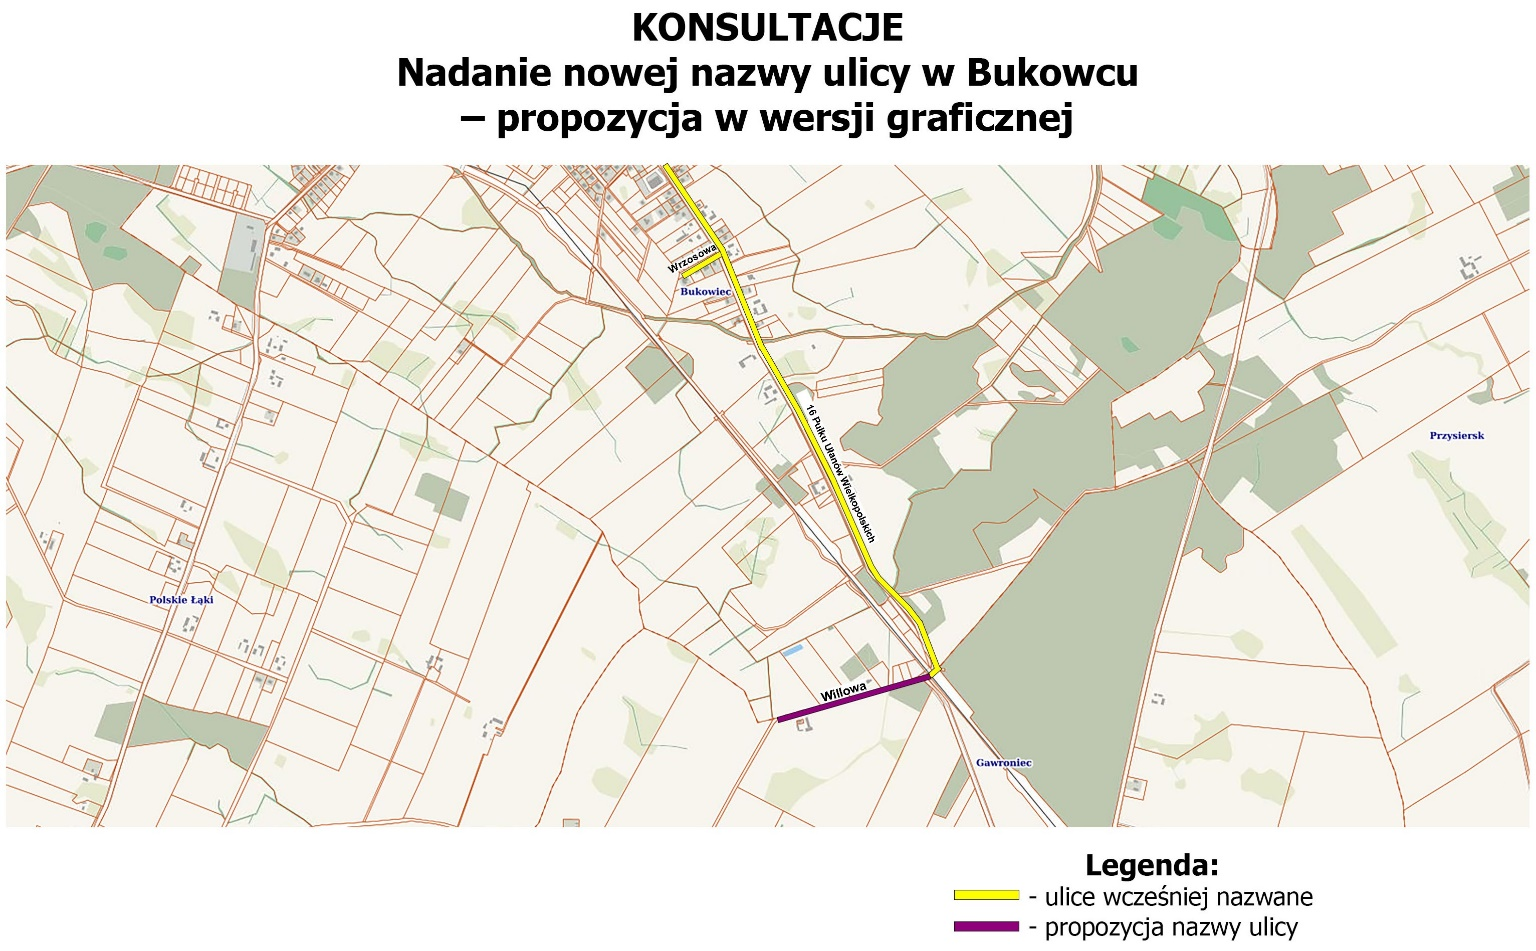 KONSULTACJE
Nadanie nowej nazwy ulicy w Bukowcu
– propozycja w wersji graficznej
Wrzosowa
Bukowiec
16 Pułku Ułanów Wielkopolskich
Przysiersk
Polskie Łąki
Willowa
Gawroniec
Legenda:
- ulice wcześniej nazwane
- propozycja nazwy ulicy